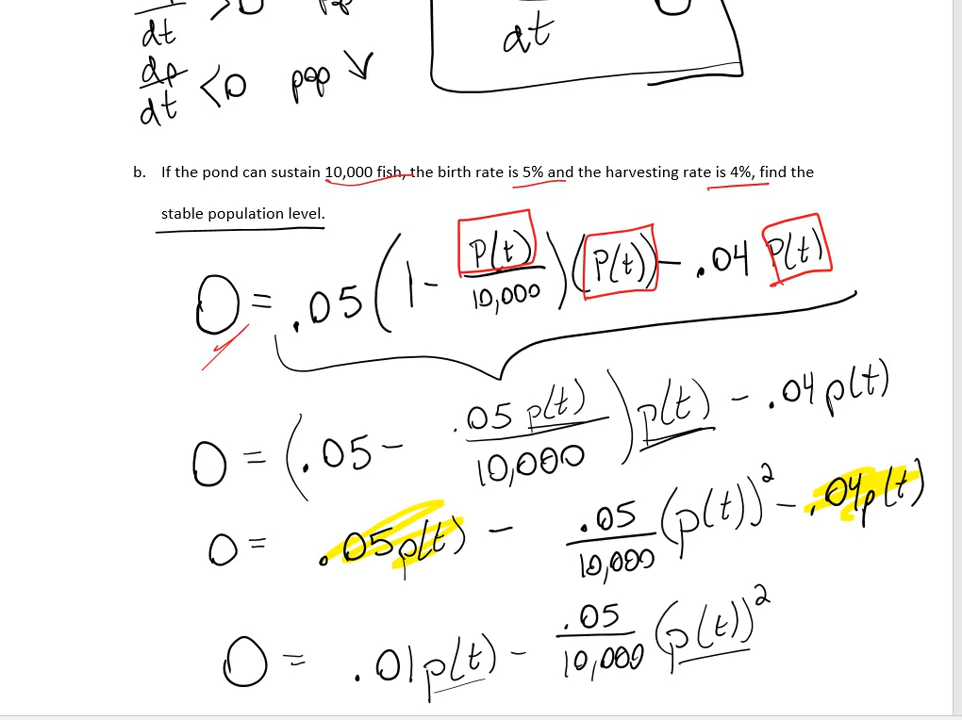 dt >0
dt
dp/dt <0 pop ↓
b. If the pond can sustain 10,000 fish, the birth rate is 5% and the harvesting rate is 4%, find the
stable population level.
0 = .05(1 - P(t)/10,000)(P(t)) - .04 P(t)
0 = (.05 - .05 p(t)/10,000) p(t) - .04 p(t)
0 = .05p(t) - .05/10,000 (p(t))² - .04p(t)
0 = .01p(t) - .05/10,000 (p(t))²